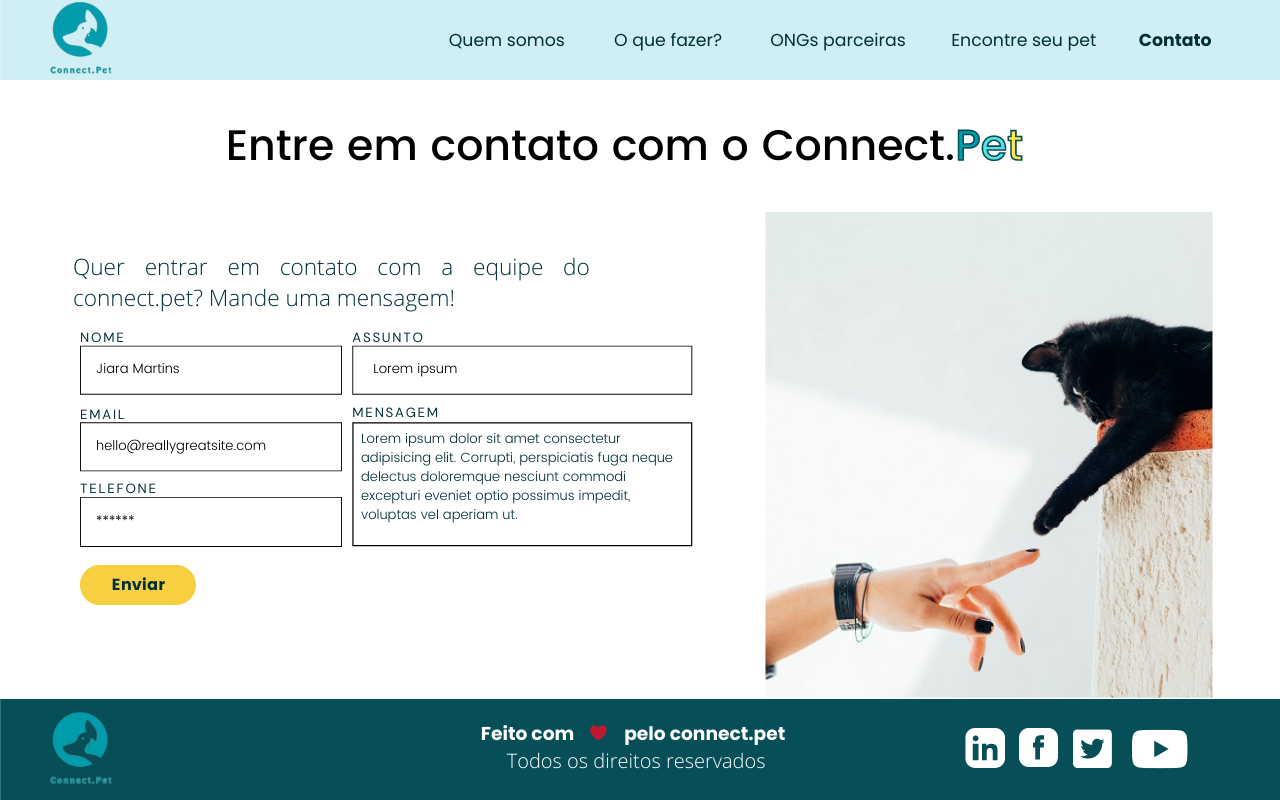 Connect.Pet
Quem somos
O que fazer?
ONGs parceiras
Encontre seu pet
Contato
Entre em contato com o Connect.Pet
Quer entrar em contato com a equipe do
connect.pet? Mande uma mensagem!
NOME
Jiara Martins
ASSUNTO
Lorem ipsum
EMAIL
hello@reallygreatsite.com
MENSAGEM
Lorem ipsum dolor sit amet consectetur
adipisicing elit. Corrupti, perspiciatis fuga neque
delectus doloremque nesciunt commodi
excepturi eveniet optio possimus impedit,
voluptas vel aperiam ut.
TELEFONE
******
Enviar
Connect.Pet
Feito com ❤ pelo connect.pet
Todos os direitos reservados
in
f